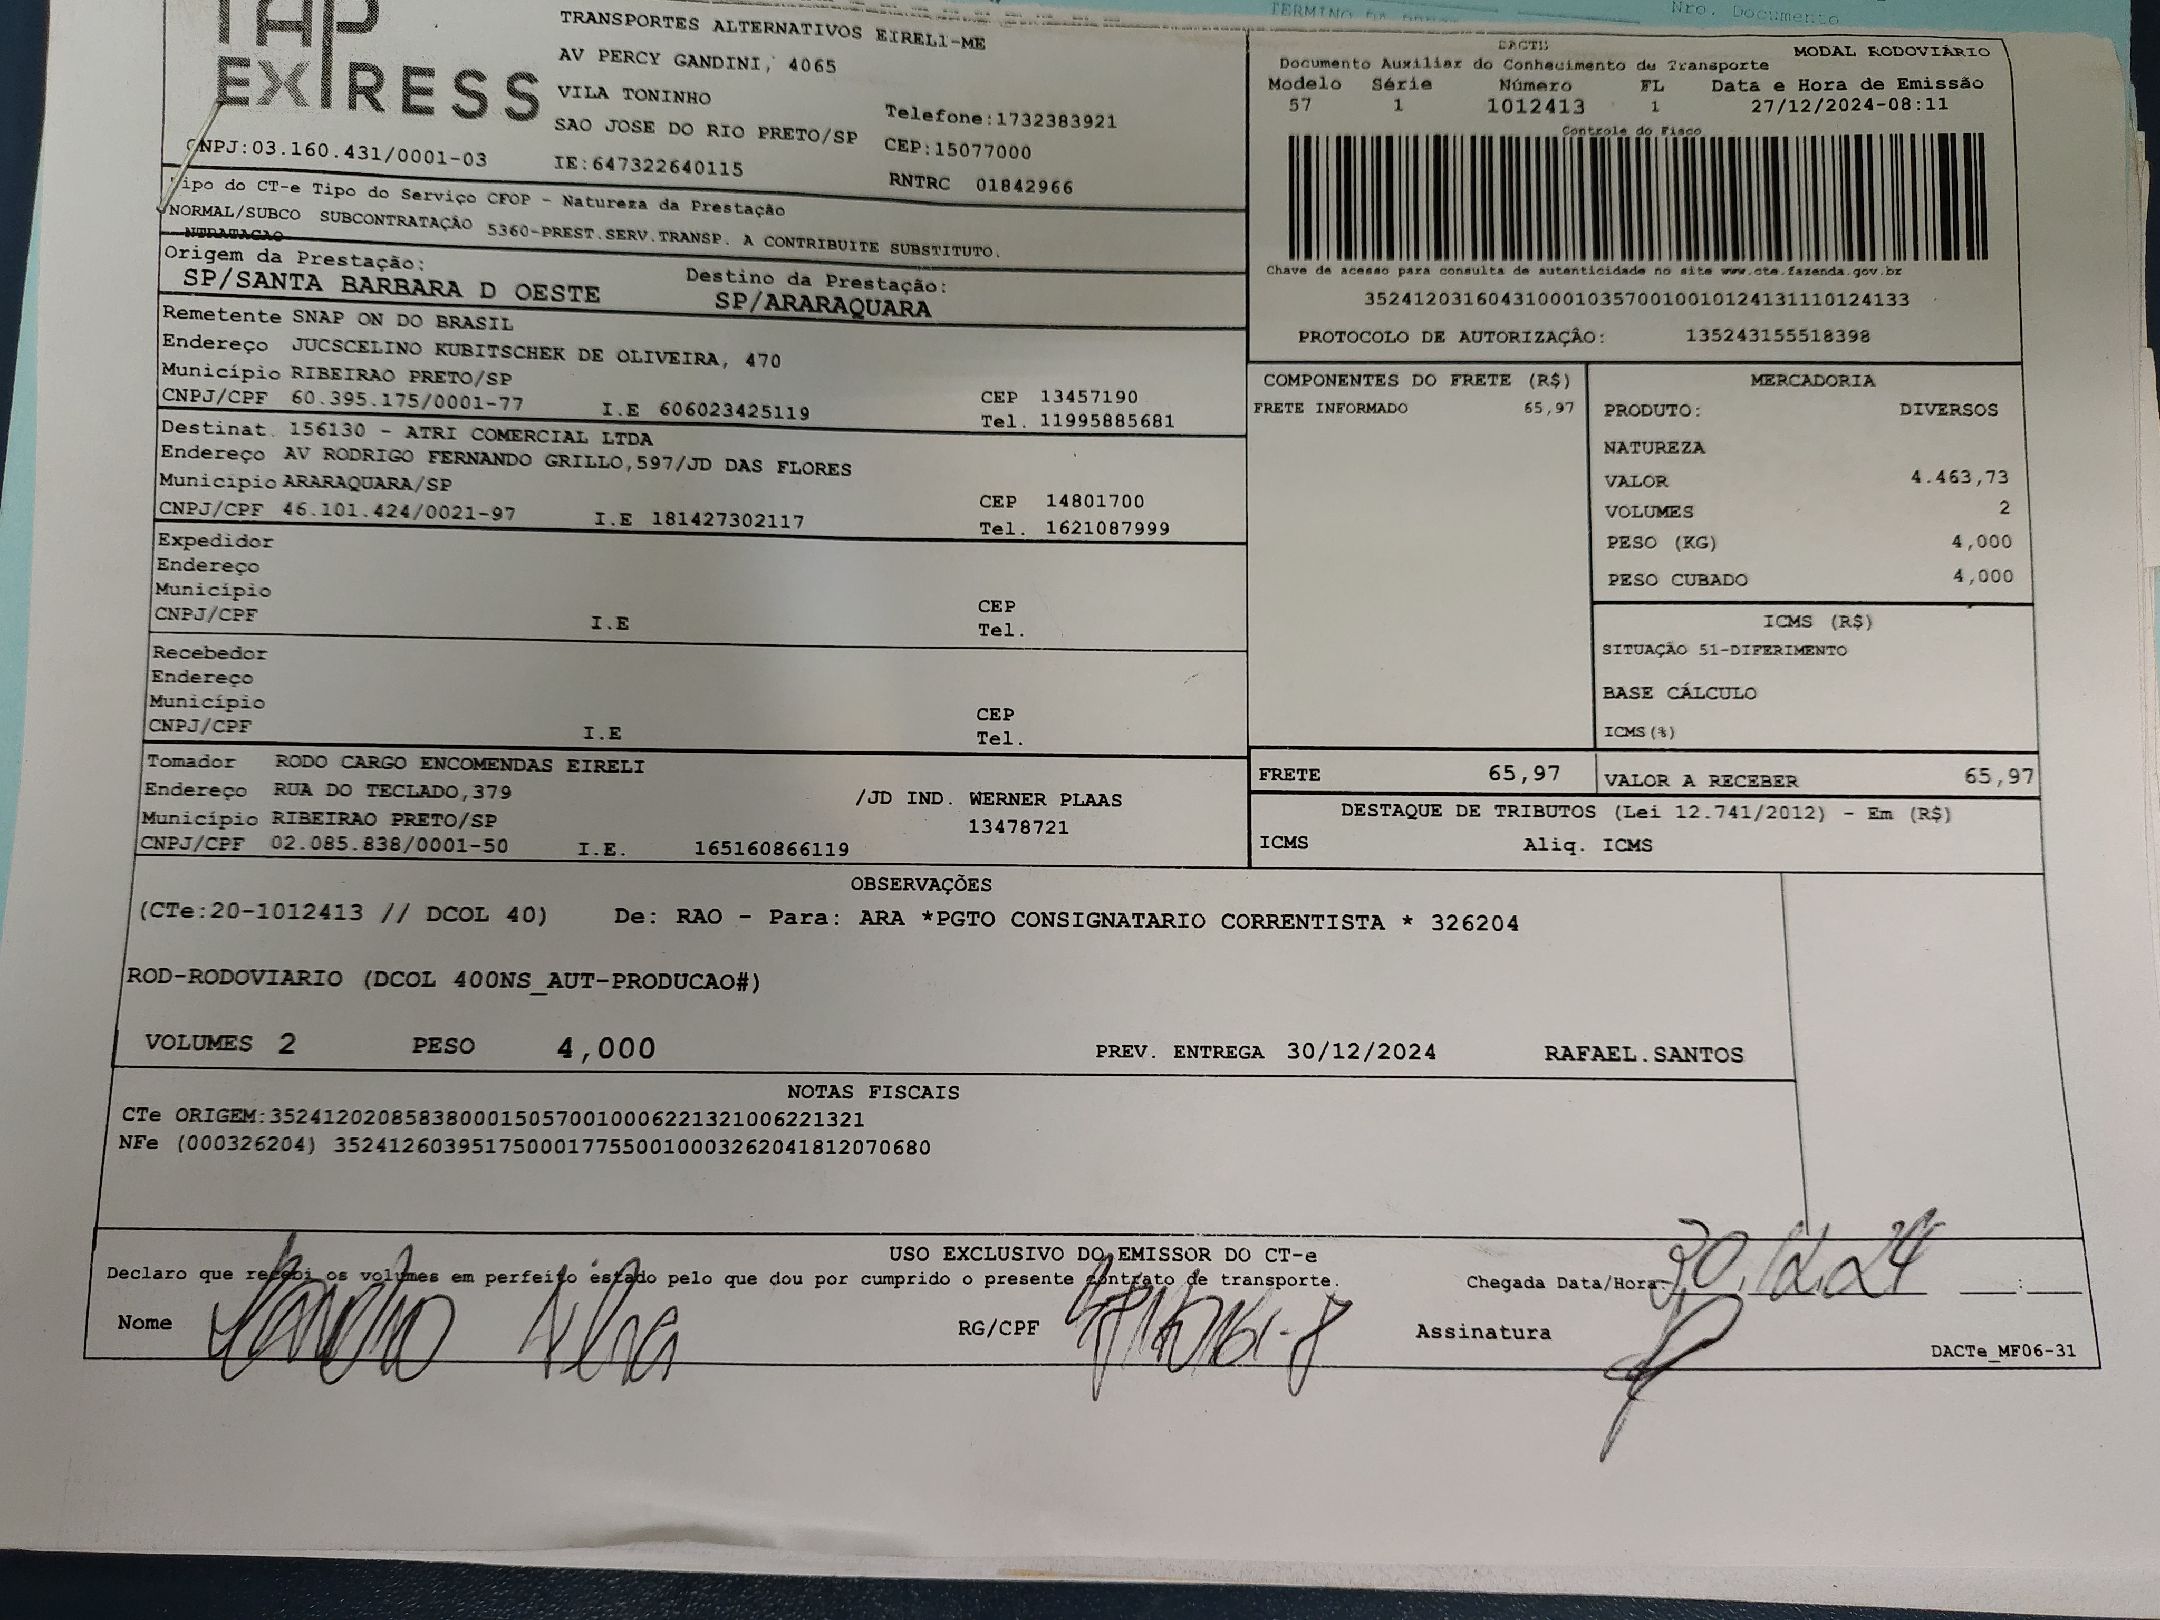 TERMINO DA
Nro. Documento
TAP
EXPRESS
TRANSPORTES ALTERNATIVOS EIRELI-ME
AV PERCY GANDINI, 4065
VILA TONINHO
SAO JOSE DO RIO PRETO/SP
Telefone:1732383921
CEP:15077000
CNPJ:03.160.431/0001-03
IE:647322640115
RNTRC 01842966
DACTE
MODAL RODOVIÁRIO
Documento Auxiliar do Conhecimento de Transporte
Modelo Série Número FL Data e Hora de Emissão
57 1 1012413 1 27/12/2024-08:11
Controle do Fisco
Chave de acesso para consulta de autenticidade no site www.cte.fazenda.gov.br
35241203160431000103570010010124131110124133
PROTOCOLO DE AUTORIZAÇÃO: 135243155518398
Tipo do CT-e Tipo do Serviço CFOP - Natureza da Prestação
NORMAL/SUBCO SUBCONTRATAÇÃO 5360-PREST.SERV.TRANSP. A CONTRIBUITE SUBSTITUTO.
NTRATACAO
Origem da Prestação: Destino da Prestação:
SP/SANTA BARBARA D OESTE SP/ARARAQUARA
Remetente SNAP ON DO BRASIL
Endereço JUCSCELINO KUBITSCHEK DE OLIVEIRA, 470
Município RIBEIRAO PRETO/SP CEP 13457190
CNPJ/CPF 60.395.175/0001-77 I.E 606023425119 Tel. 11995885681
Destinat. 156130 - ATRI COMERCIAL LTDA
Endereço AV RODRIGO FERNANDO GRILLO,597/JD DAS FLORES
Município ARARAQUARA/SP CEP 14801700
CNPJ/CPF 46.101.424/0021-97 I.E 181427302117 Tel. 1621087999
Expedidor
Endereço
Município CEP
CNPJ/CPF I.E Tel.
Recebedor
Endereço
Município CEP
CNPJ/CPF I.E Tel.
Tomador RODO CARGO ENCOMENDAS EIRELI
Endereço RUA DO TECLADO,379 /JD IND. WERNER PLAAS
Município RIBEIRAO PRETO/SP 13478721
CNPJ/CPF 02.085.838/0001-50 I.E. 165160866119
COMPONENTES DO FRETE (R$)
FRETE INFORMADO 65,97
MERCADORIA
PRODUTO: DIVERSOS
NATUREZA
VALOR 4.463,73
VOLUMES 2
PESO (KG) 4,000
PESO CUBADO 4,000
ICMS (R$)
SITUAÇÃO 51-DIFERIMENTO
BASE CÁLCULO
ICMS(%)
FRETE 65,97 VALOR A RECEBER 65,97
DESTAQUE DE TRIBUTOS (Lei 12.741/2012) - Em (R$)
ICMS Aliq. ICMS
OBSERVAÇÕES
(CTe:20-1012413 // DCOL 40) De: RAO - Para: ARA *PGTO CONSIGNATARIO CORRENTISTA * 326204
ROD-RODOVIARIO (DCOL 400NS_AUT-PRODUCAO#)
VOLUMES 2 PESO 4,000 PREV. ENTREGA 30/12/2024 RAFAEL.SANTOS
NOTAS FISCAIS
CTe ORIGEM:35241202085838000150570010006221321006221321
NFe (000326204) 35241260395175000177550010003262041812070680
USO EXCLUSIVO DO EMISSOR DO CT-e
Declaro que recebi os volumes em perfeito estado pelo que dou por cumprido o presente contrato de transporte. Chegada Data/Hora 30.12.24 :
Nome RG/CPF Assinatura
DACTe_MF06-31